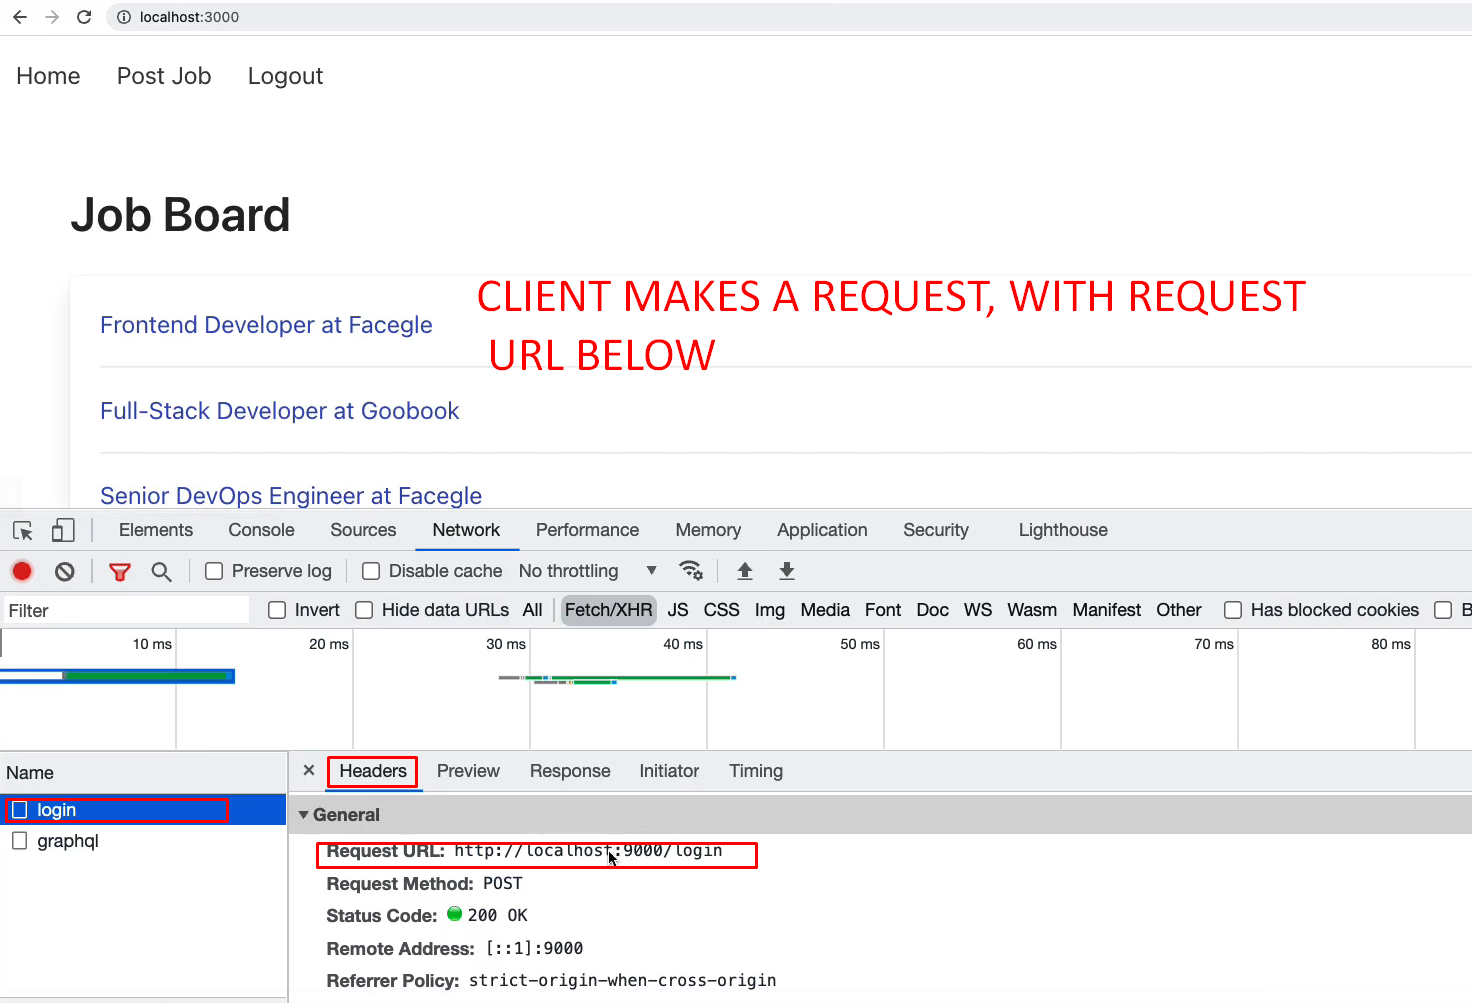 localhost:3000
Home Post Job Logout
Job Board
CLIENT MAKES A REQUEST, WITH REQUEST
URL BELOW
Frontend Developer at Facegle
Full-Stack Developer at Goobook
Senior DevOps Engineer at Facegle
Elements Console Sources Network Performance Memory Application Security Lighthouse
Preserve log Disable cache No throttling
Filter Invert Hide data URLs All Fetch/XHR JS CSS Img Media Font Doc WS Wasm Manifest Other Has blocked cookies B
10 ms 20 ms 30 ms 40 ms 50 ms 60 ms 70 ms 80 ms
Name × Headers Preview Response Initiator Timing
login
graphql
General
Request URL: http://localhost:9000/login
Request Method: POST
Status Code: 200 OK
Remote Address: [::1]:9000
Referrer Policy: strict-origin-when-cross-origin